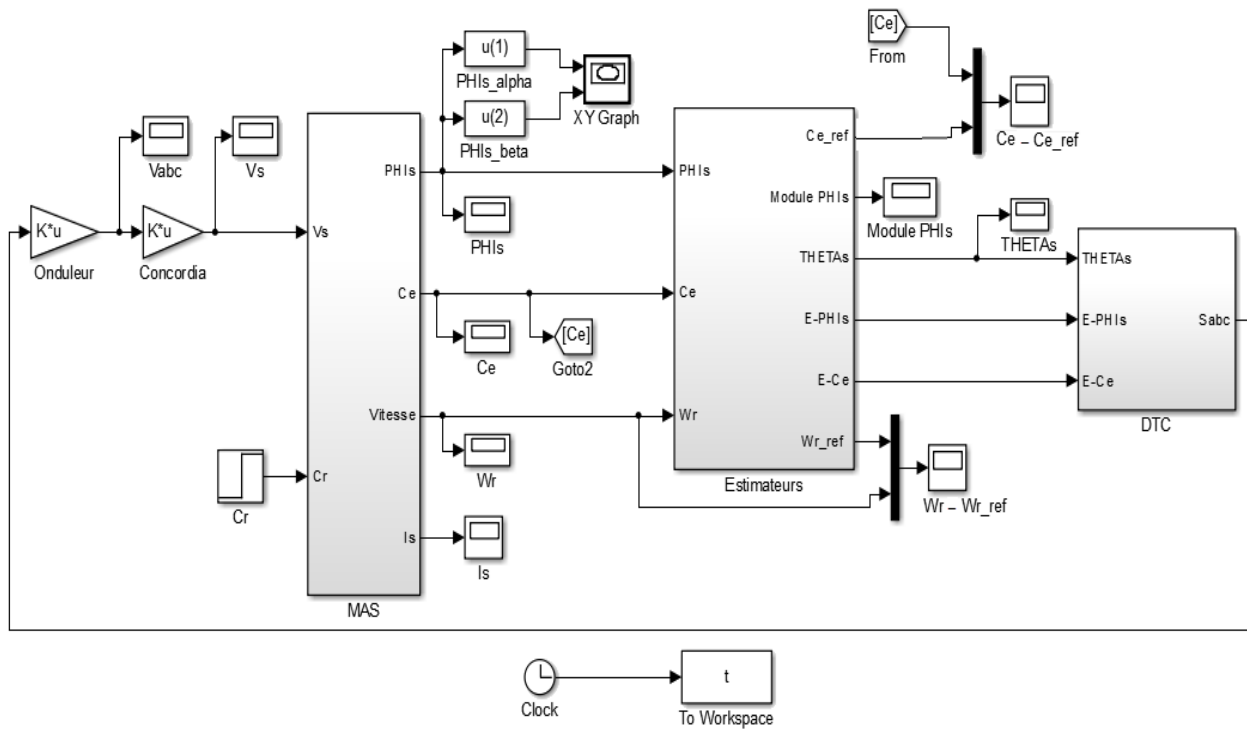 [Ce]
From
u(1)
PHIs_alpha
u(2)
PHIs_beta
XY Graph
Ce_ref
Ce – Ce_ref
Vabc
Vs
PHIs
PHIs
Module PHIs
Module PHIs
THETAs
K*u
Onduleur
K*u
Concordia
Vs
PHIs
THETAs
THETAs
Ce
Ce
E-PHIs
E-PHIs
Sabc
Ce
[Ce]
Goto2
E-Ce
E-Ce
DTC
Vitesse
Wr
Wr_ref
Wr
Wr – Wr_ref
Estimateurs
Cr
Cr
Is
Is
MAS
Clock
t
To Workspace